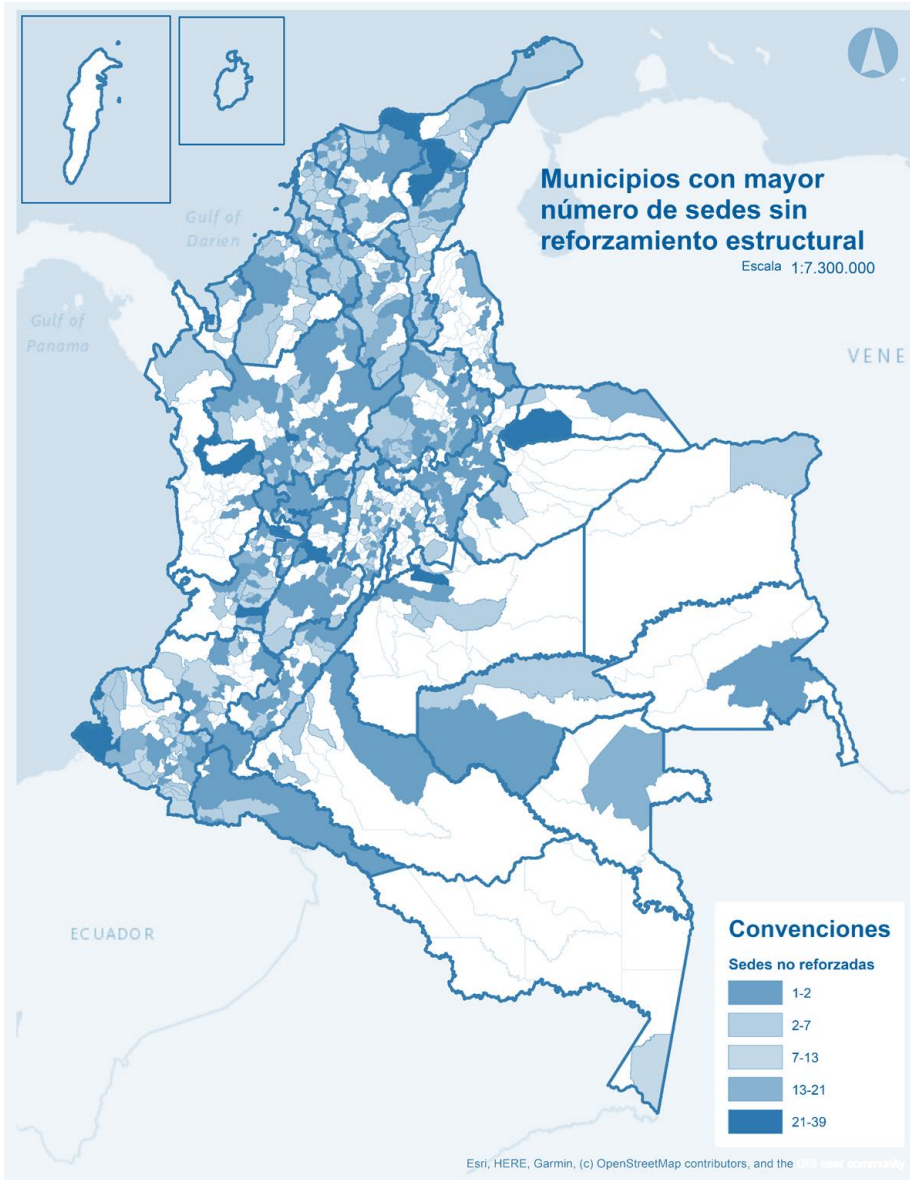 Municipios con mayor
número de sedes sin
reforzamiento estructural
Escala 1:7.300.000
Gulf of
Darien
Gulf of
Panama
VENE
ECUADOR
Convenciones
Sedes no reforzadas
1-2
2-7
7-13
13-21
21-39
Esri, HERE, Garmin, (c) OpenStreetMap contributors, and the GIS user community